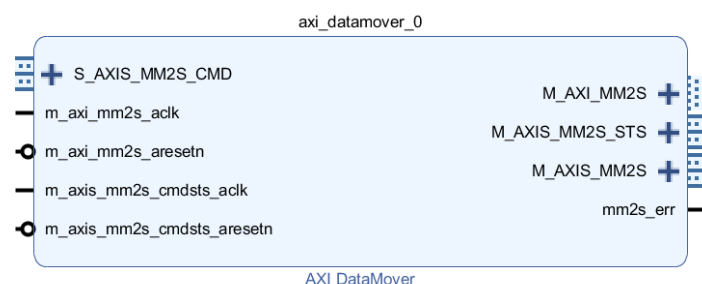 axi_datamover_0
S_AXIS_MM2S_CMD
m_axi_mm2s_aclk
m_axi_mm2s_aresetn
m_axis_mm2s_cmdsts_aclk
m_axis_mm2s_cmdsts_aresetn
M_AXI_MM2S
M_AXIS_MM2S_STS
M_AXIS_MM2S
mm2s_err
AXI DataMover